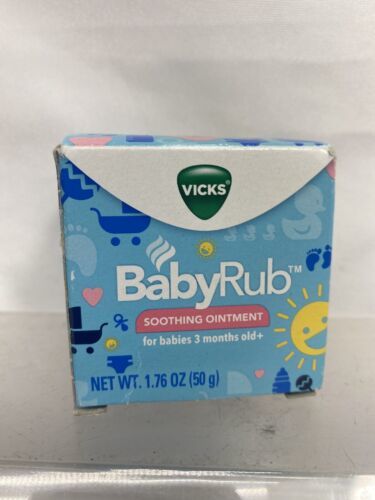 VICKS®
BabyRub™
SOOTHING OINTMENT
for babies 3 months old+
NET WT. 1.76 OZ (50 g)